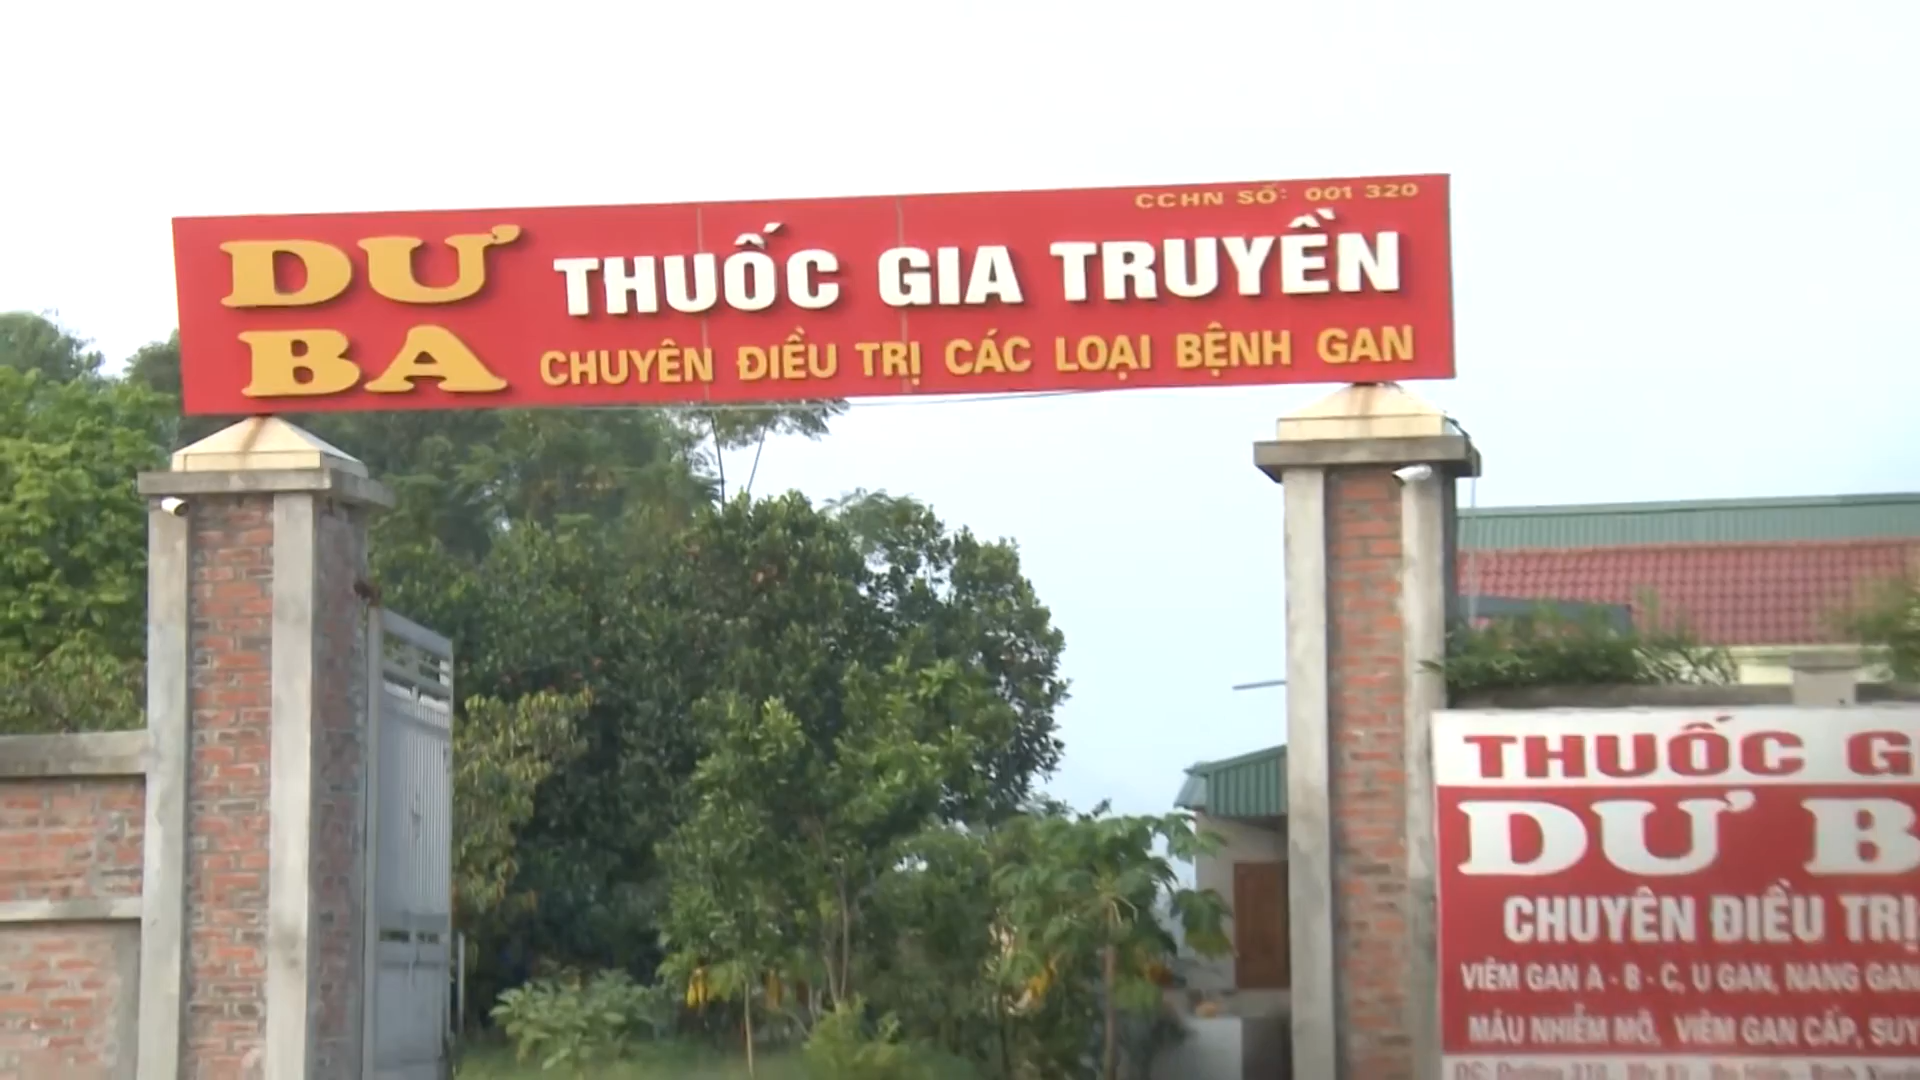 CCHN SỐ: 001 320
DƯ BA
THUỐC GIA TRUYỀN
CHUYÊN ĐIỀU TRỊ CÁC LOẠI BỆNH GAN
THUỐC G
DƯ B
CHUYÊN ĐIỀU TRỊ
VIÊM GAN A - B - C, U GAN, NANG GAN
MÁU NHIỄM MỠ, VIÊM GAN CẤP, SUY